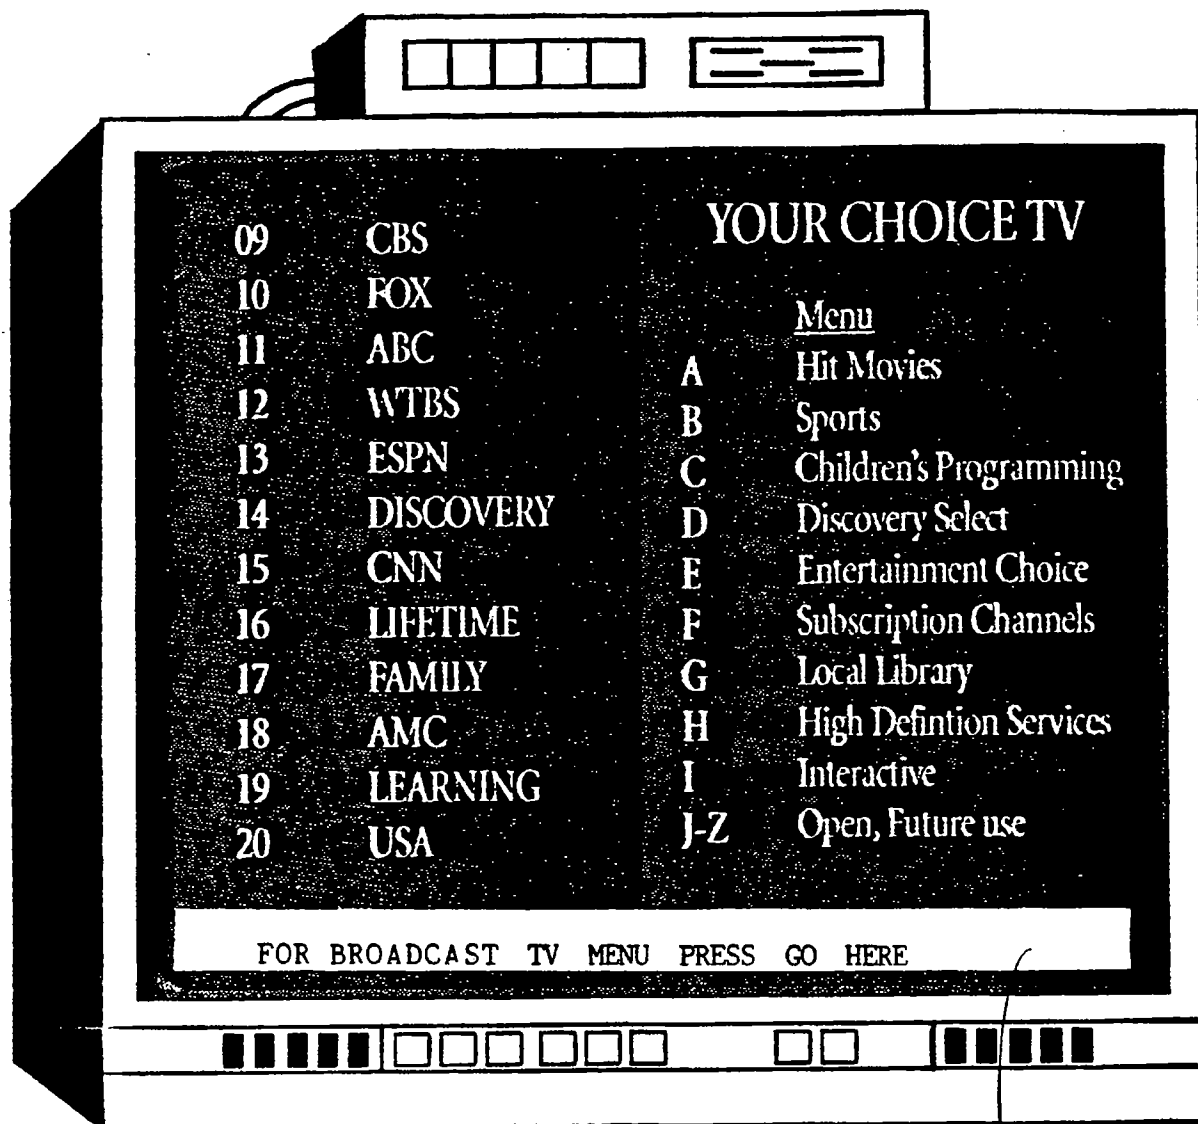 09 CBS
10 FOX
11 ABC
12 WTBS
13 ESPN
14 DISCOVERY
15 CNN
16 LIFETIME
17 FAMILY
18 AMC
19 LEARNING
20 USA
YOUR CHOICE TV
Menu
A Hit Movies
B Sports
C Children's Programming
D Discovery Select
E Entertainment Choice
F Subscription Channels
G Local Library
H High Defintion Services
I Interactive
J-Z Open, Future use
FOR BROADCAST TV MENU PRESS GO HERE